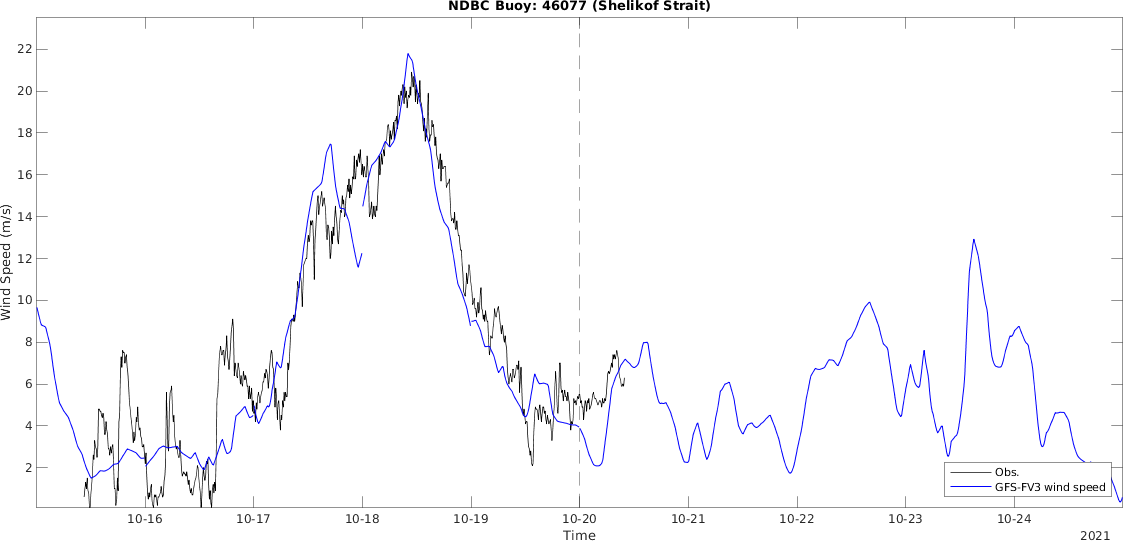 NDBC Buoy: 46077 (Shelikof Strait)
Wind Speed (m/s)
22
20
18
16
14
12
10
8
6
4
2
Obs.
GFS-FV3 wind speed
10-16 10-17 10-18 10-19 10-20 10-21 10-22 10-23 10-24
Time
2021